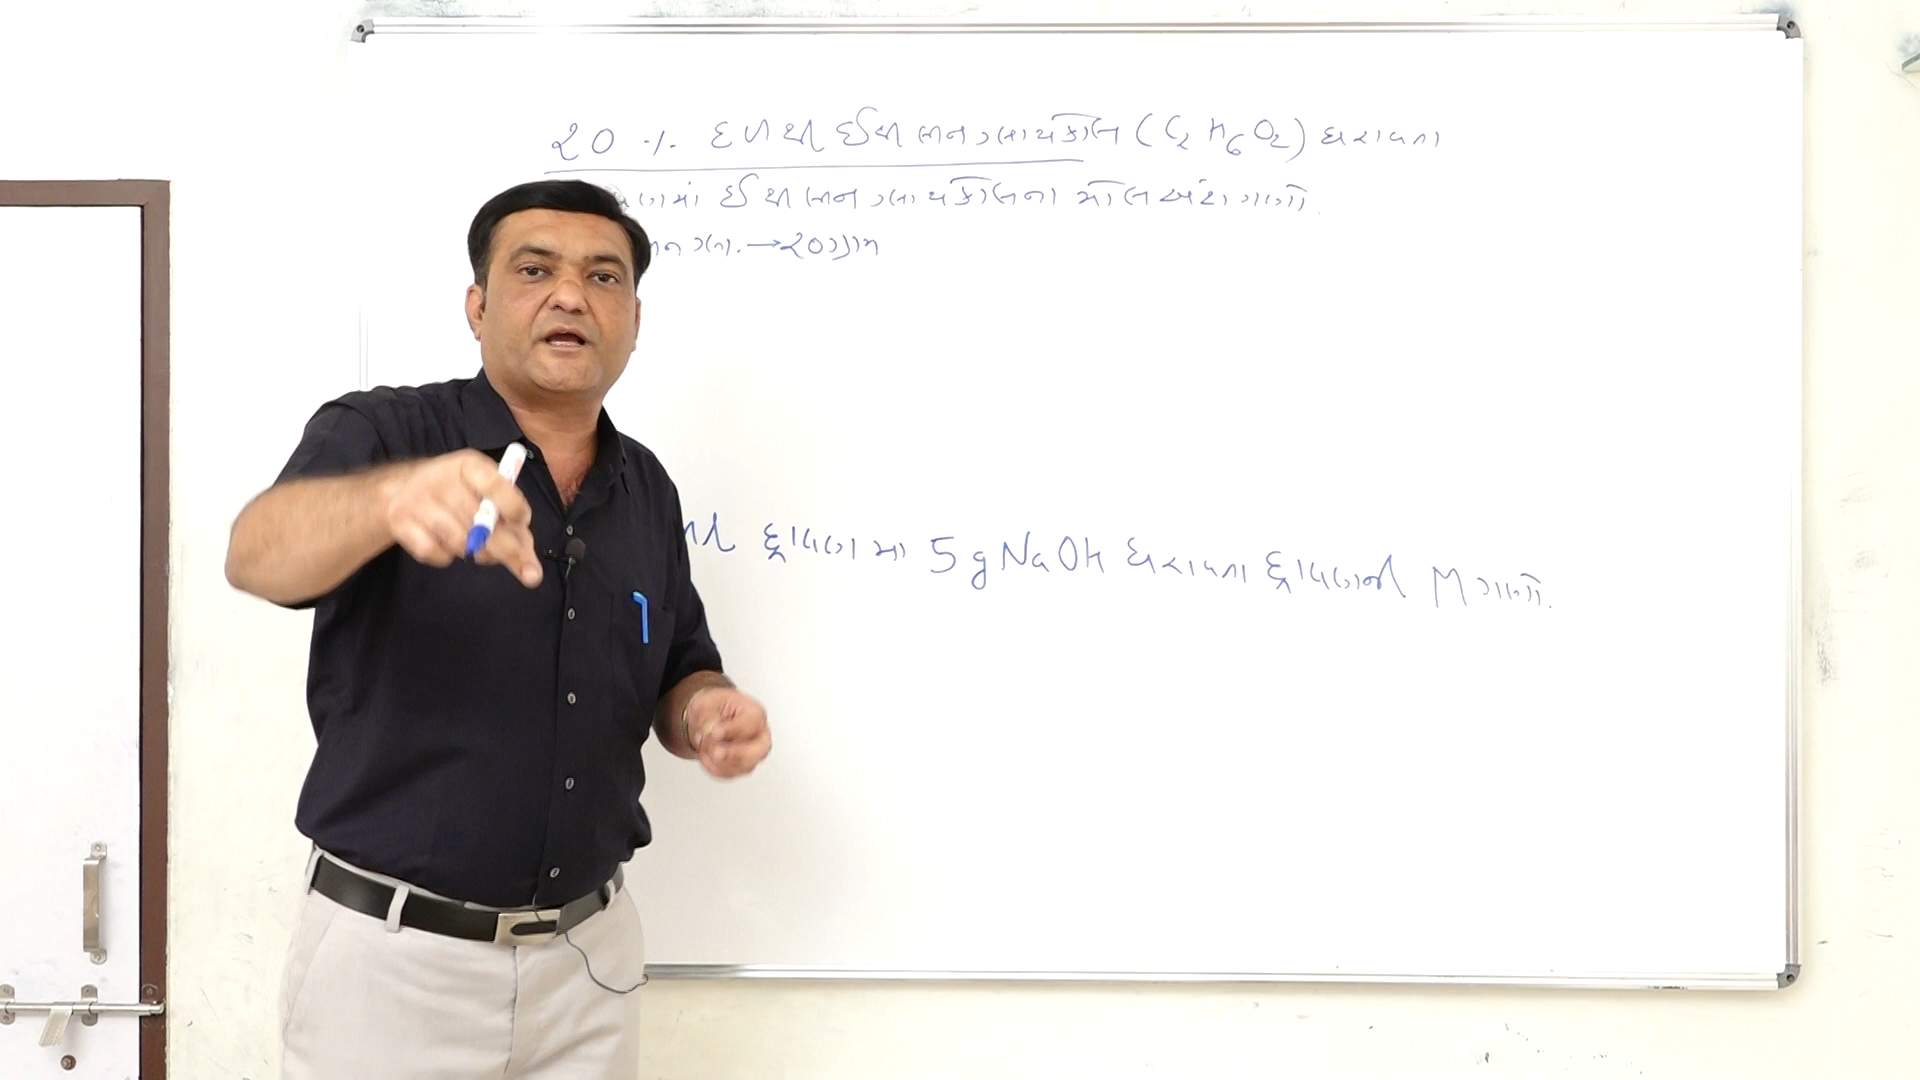 20 % દળથી ઈથીલીન ગ્લાયકોલ (C₂H₆O₂) ધરાવતા
ણમાં ઈથીલીન ગ્લાયકોલના મોલઅંશ ગણો.
→ 20 ગ્રામ
દ્રાવણમાં 5 g NaOH ધરાવતા દ્રાવણની M ગણો.